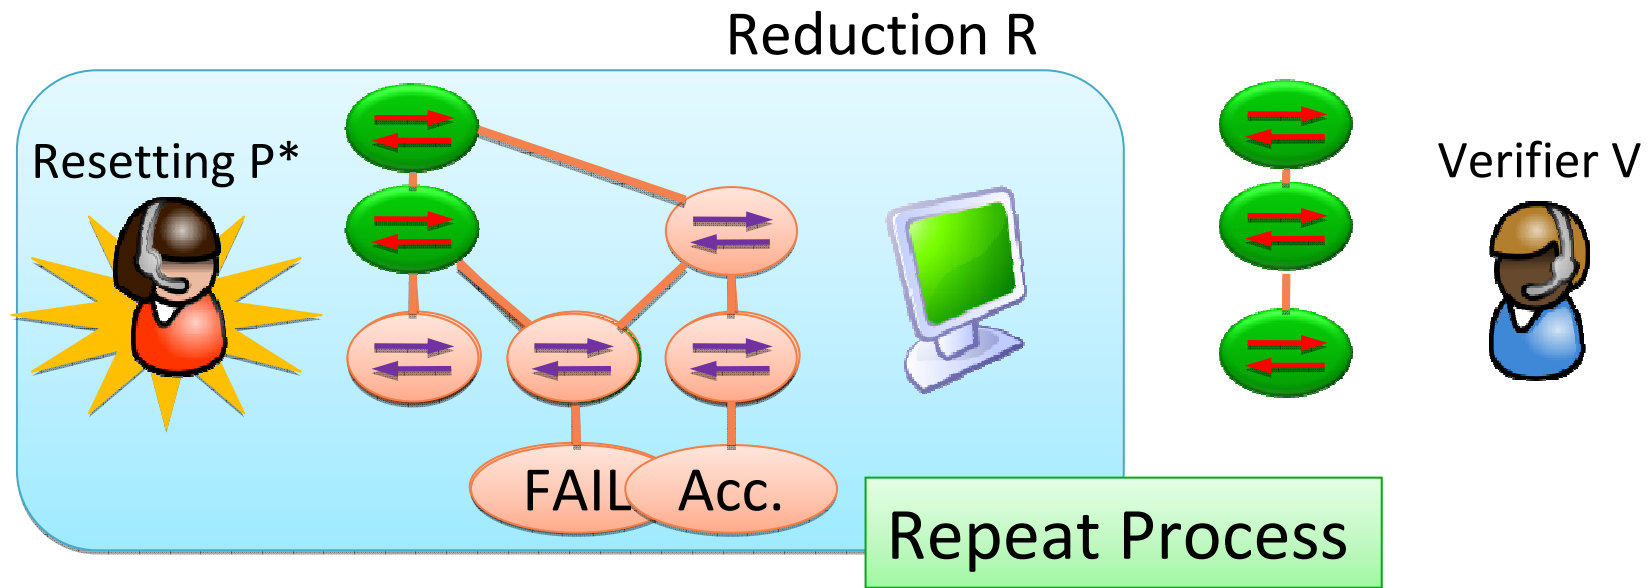 Reduction R
Resetting P*
Verifier V
FAIL
Acc.
Repeat Process